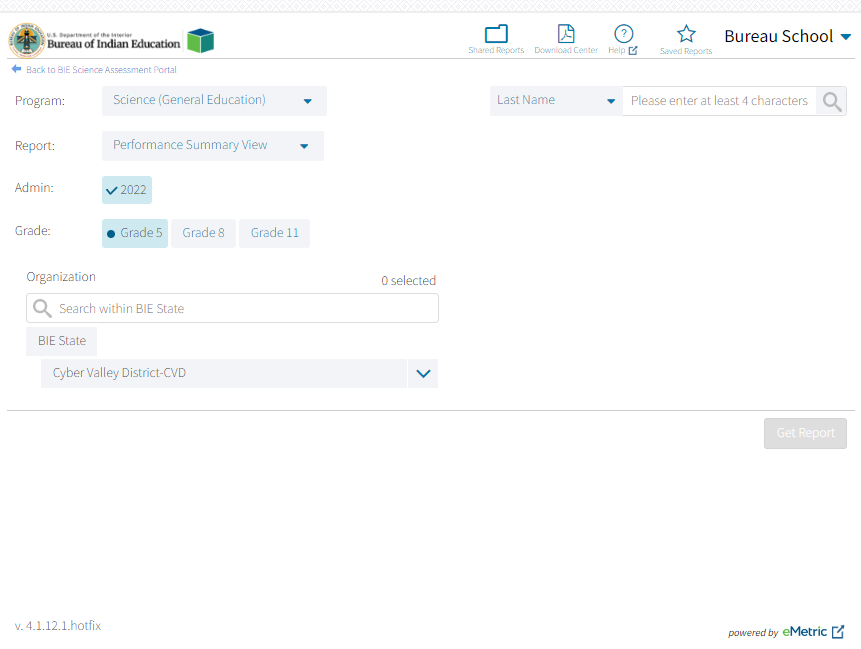 U.S. Department of the Interior
Bureau of Indian Education
Shared Reports
Download Center
Help
Saved Reports
Bureau School
Back to BIE Science Assessment Portal
Program:
Science (General Education)
Last Name
Please enter at least 4 characters
Report:
Performance Summary View
Admin:
2022
Grade:
Grade 5
Grade 8
Grade 11
Organization
0 selected
Search within BIE State
BIE State
Cyber Valley District-CVD
Get Report
v. 4.1.12.1.hotfix
powered by eMetric